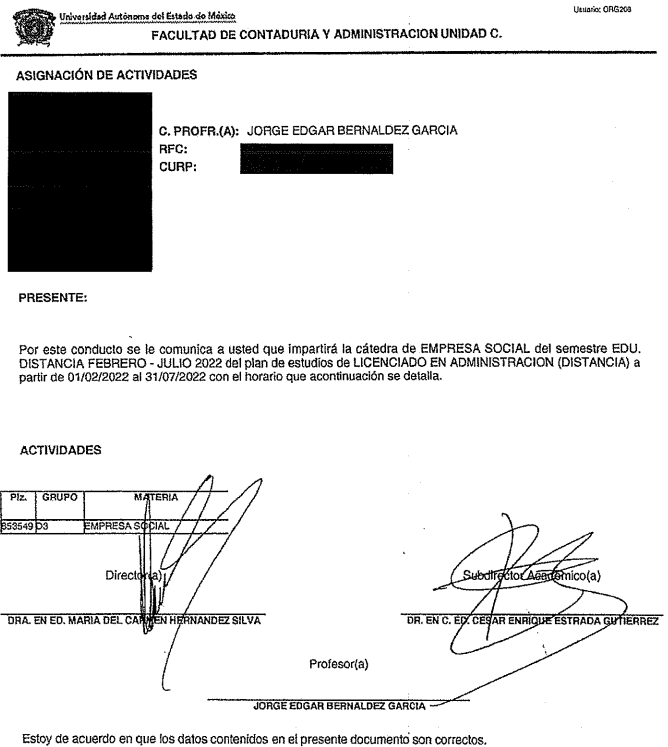 Universidad Autónoma del Estado de México
Usuario: ORG208
FACULTAD DE CONTADURIA Y ADMINISTRACION UNIDAD C.
ASIGNACIÓN DE ACTIVIDADES
C. PROFR.(A): JORGE EDGAR BERNALDEZ GARCIA
RFC:
CURP:
PRESENTE:
Por este conducto se le comunica a usted que impartirá la cátedra de EMPRESA SOCIAL del semestre EDU.
DISTANCIA FEBRERO - JULIO 2022 del plan de estudios de LICENCIADO EN ADMINISTRACION (DISTANCIA) a
partir de 01/02/2022 al 31/07/2022 con el horario que acontinuación se detalla.
ACTIVIDADES
Plz. GRUPO MATERIA
853549 D3 EMPRESA SOCIAL
Director(a) Subdirector Académico(a)
DRA. EN ED. MARIA DEL CARMEN HERNANDEZ SILVA DR. EN C. ED. CESAR ENRIQUE ESTRADA GUTIERREZ
Profesor(a)
JORGE EDGAR BERNALDEZ GARCIA
Estoy de acuerdo en que los datos contenidos en el presente documento son correctos.